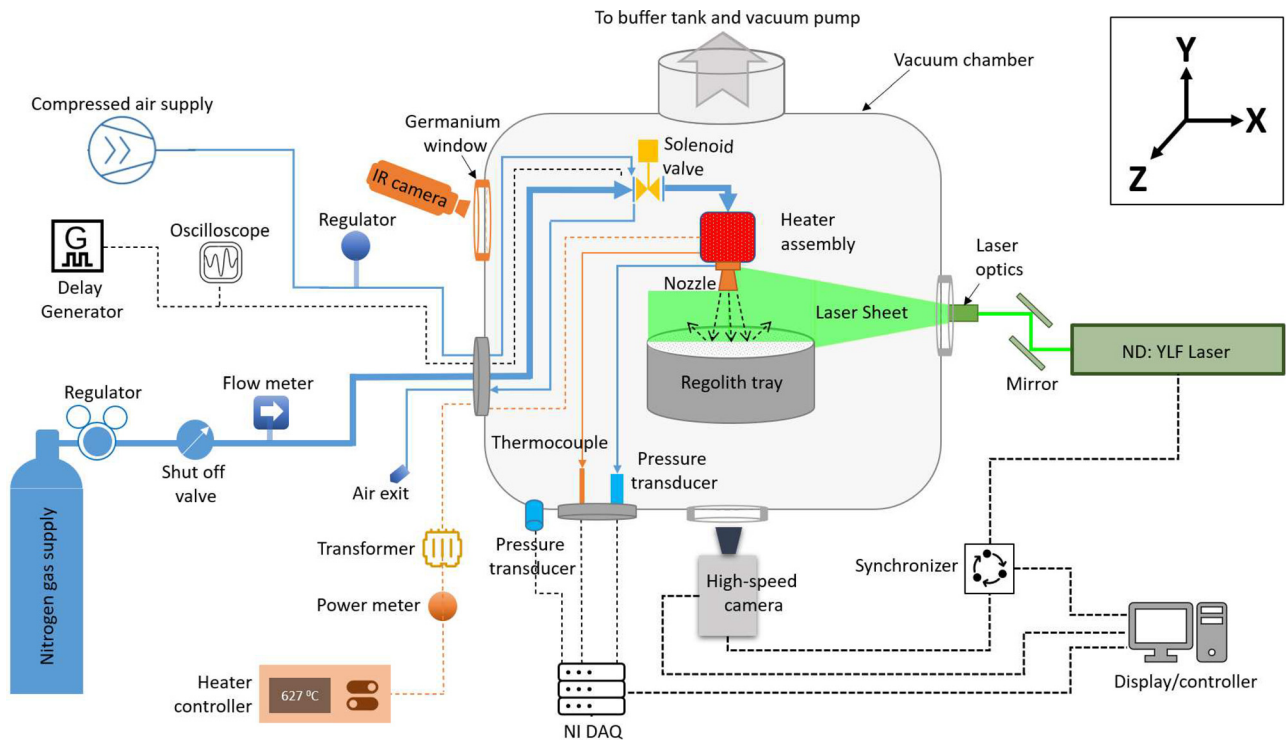 To buffer tank and vacuum pump
Vacuum chamber
Compressed air supply
Germanium
window
Solenoid
valve
IR camera
Y
X
Z
Regulator
Oscilloscope
G
Delay
Generator
Heater
assembly
Nozzle
Laser
optics
Laser Sheet
ND: YLF Laser
Mirror
Regolith tray
Regulator
Flow meter
Shut off
valve
Air exit
Thermocouple
Pressure
transducer
Nitrogen gas supply
Transformer
Pressure
transducer
Power meter
High-speed
camera
Synchronizer
Heater
controller
627 ⁰C
NI DAQ
Display/controller